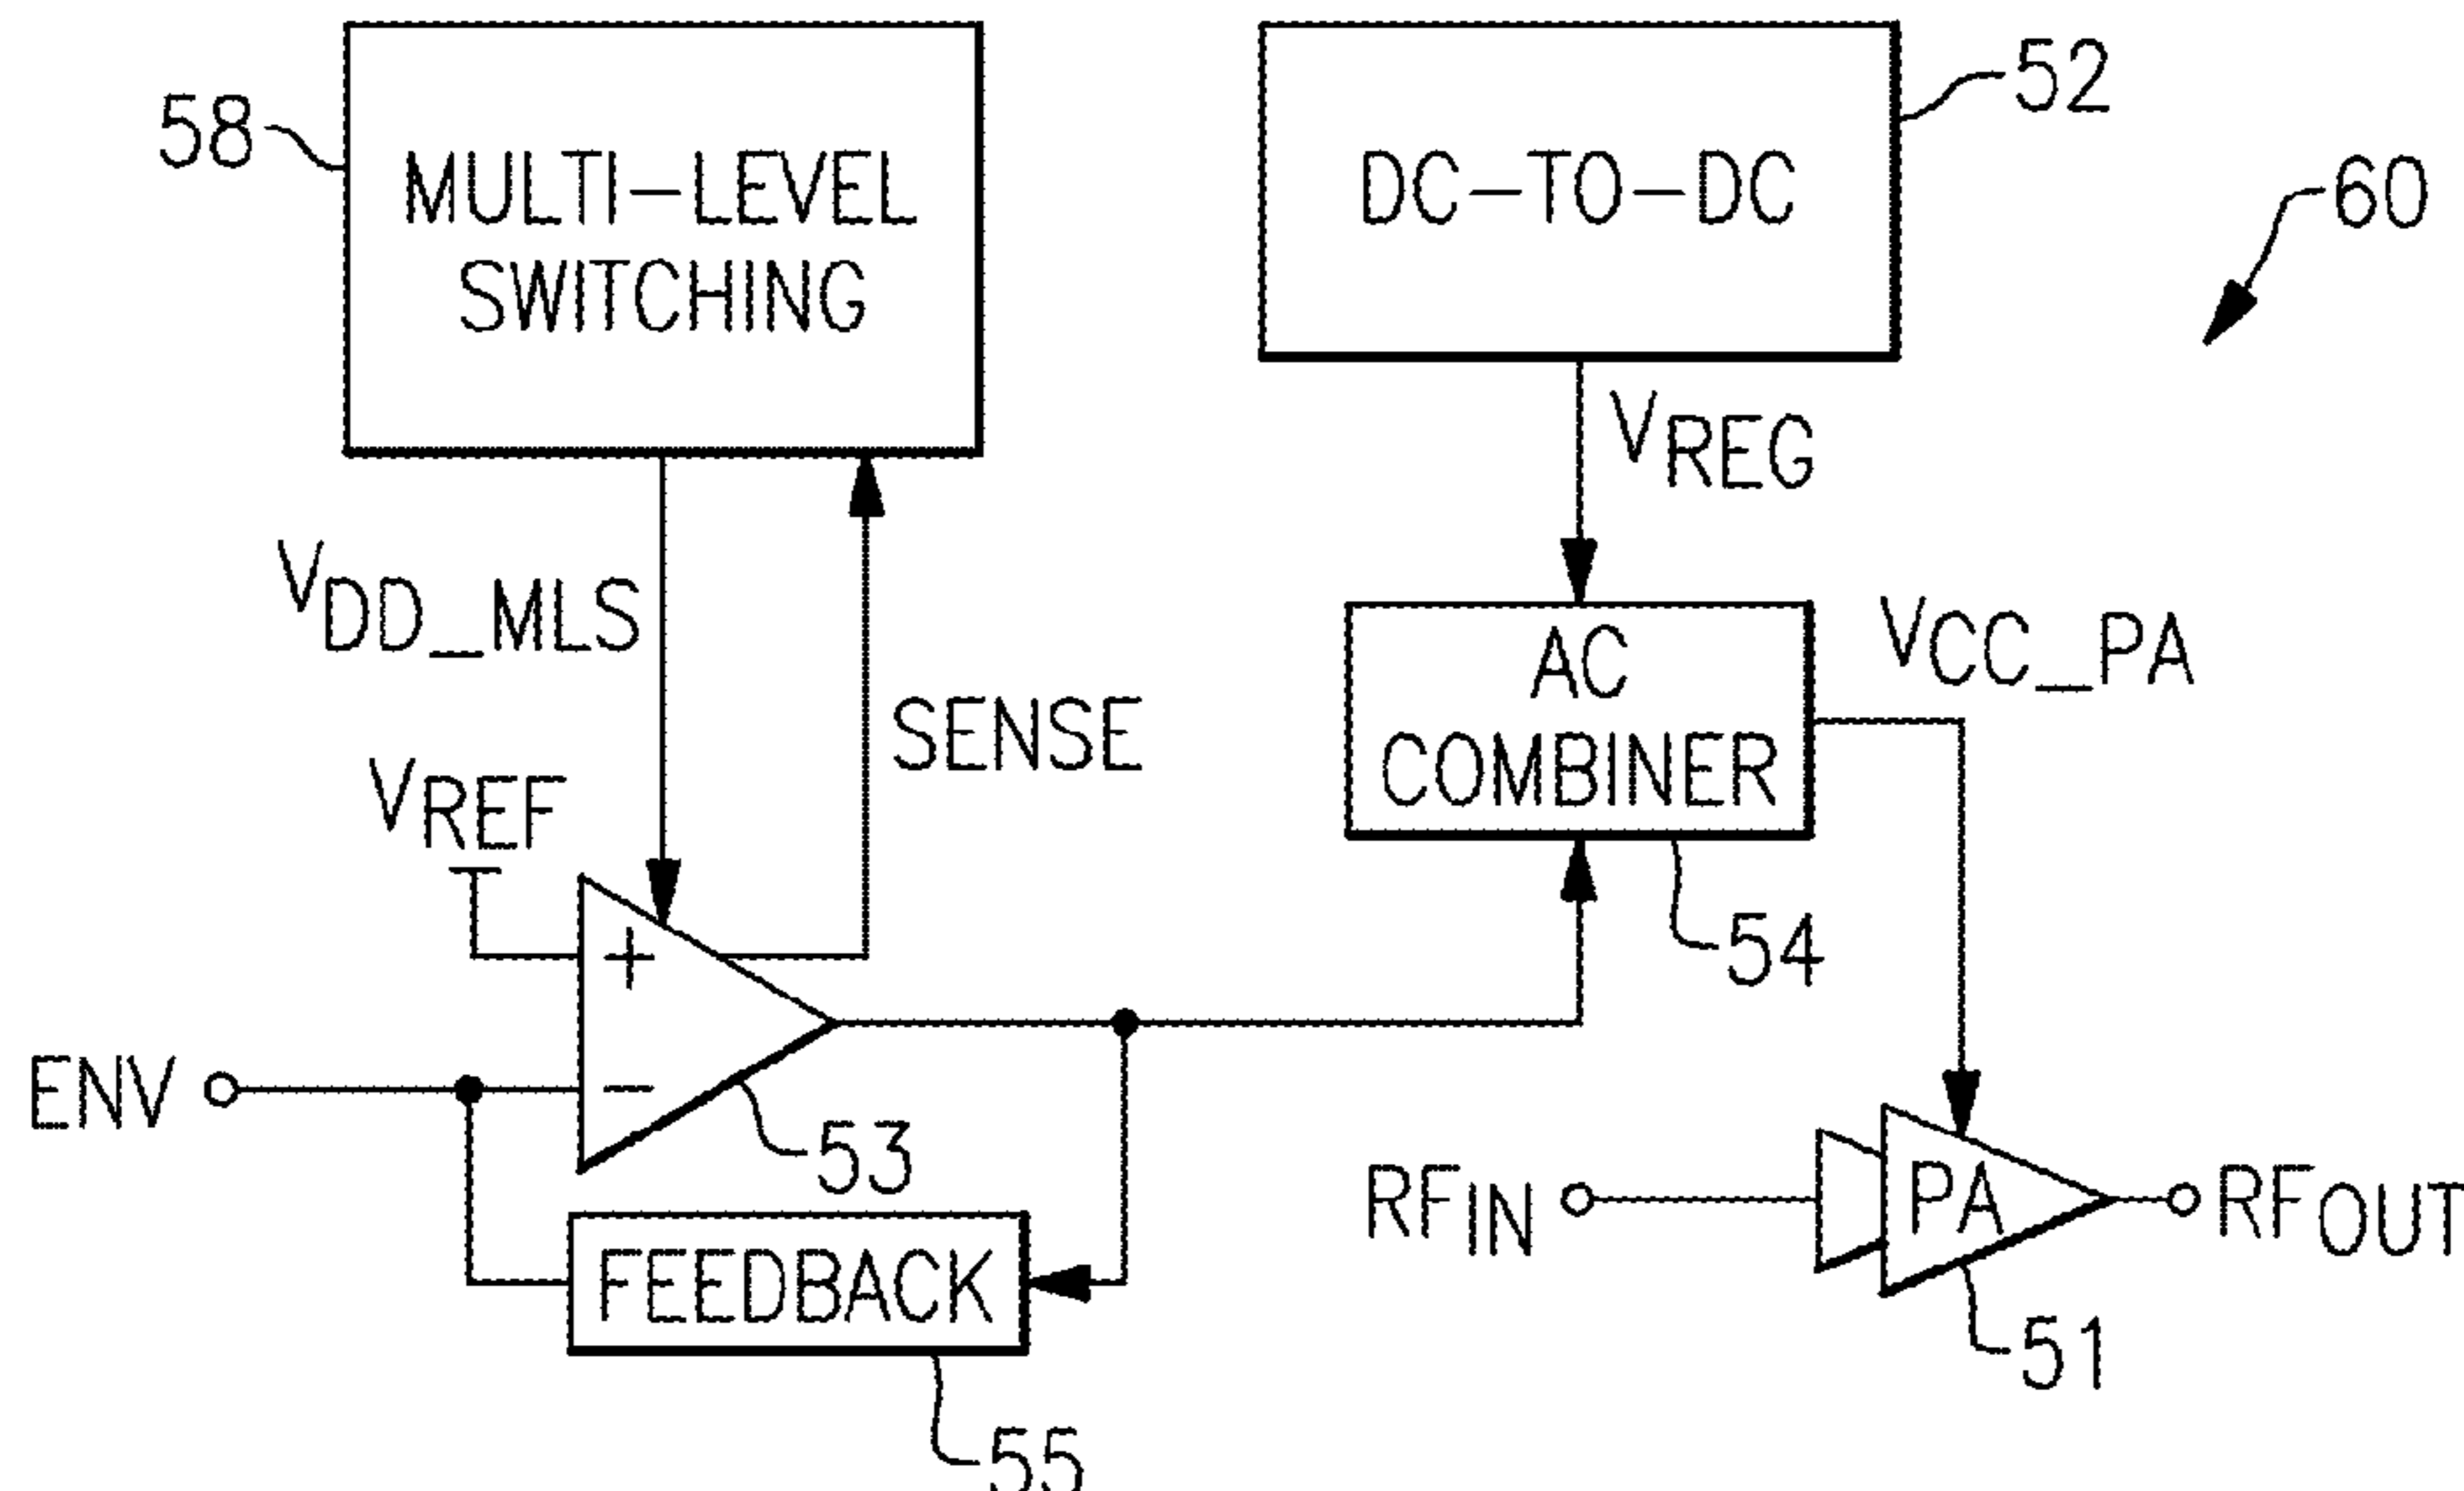 58
MULTI-LEVEL
SWITCHING
DC-TO-DC
52
60
VREG
VDD_MLS
SENSE
AC
COMBINER
VCC_PA
VREF
+
54
ENV
−
53
RFIN
PA
RFOUT
FEEDBACK
51
55